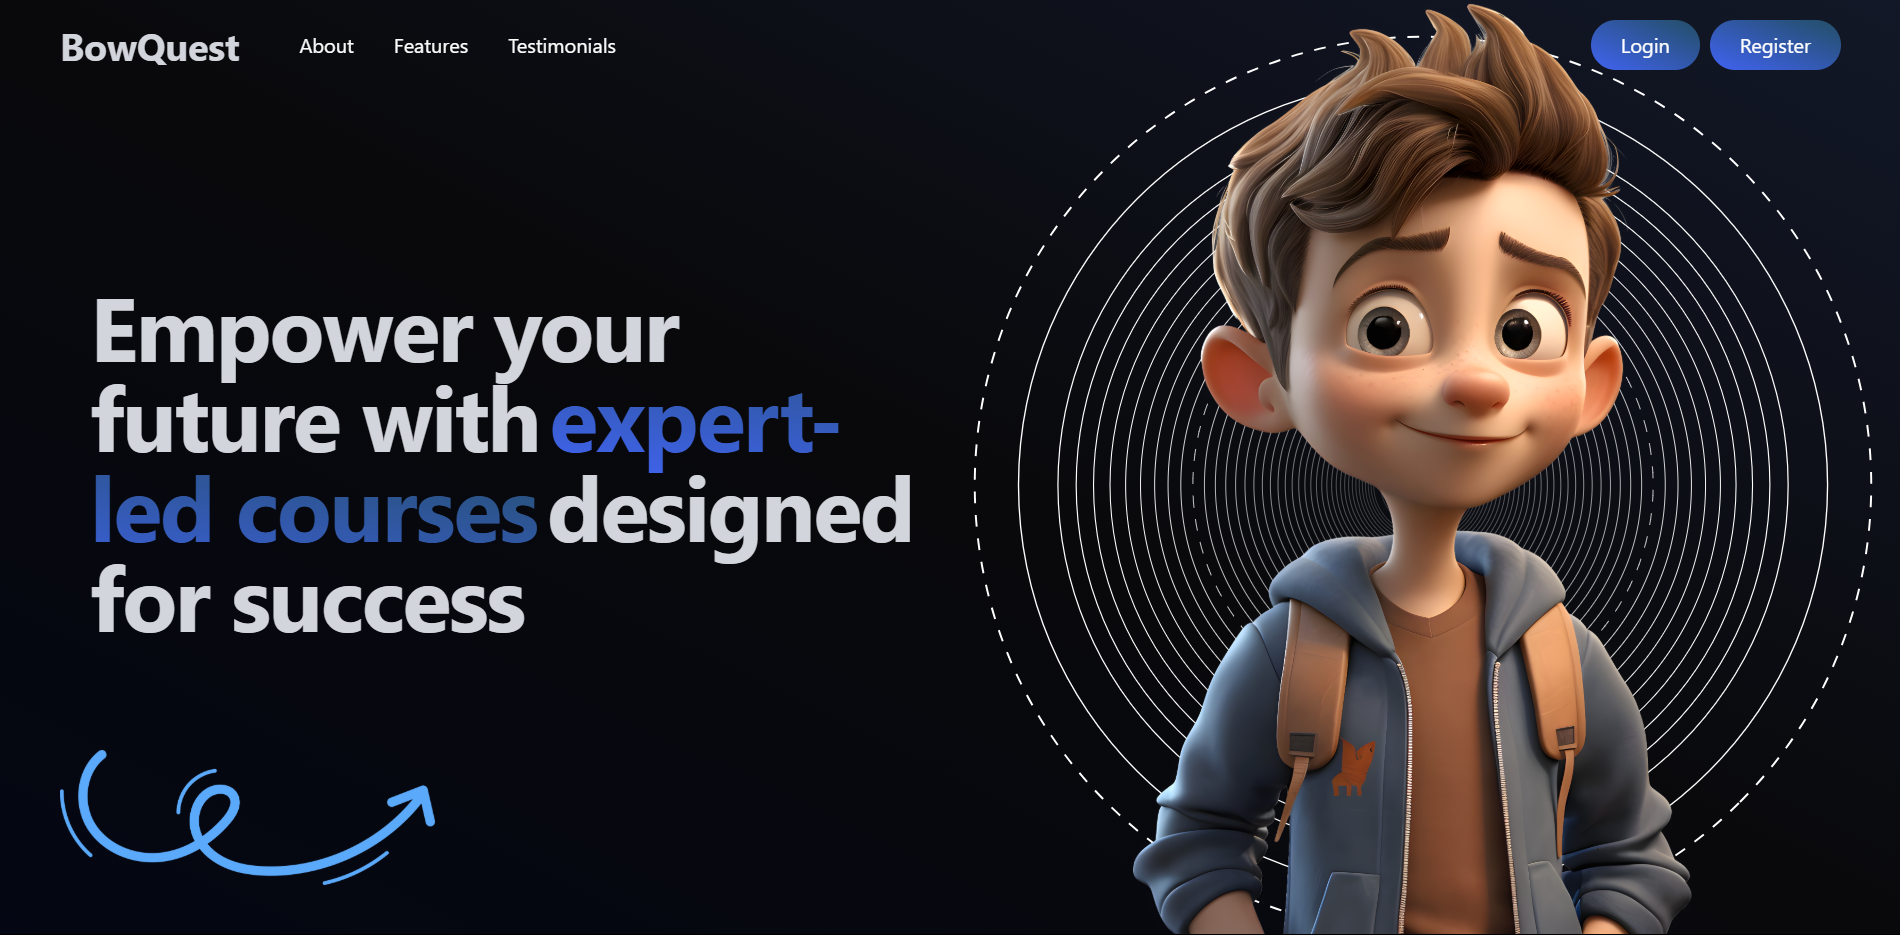 BowQuest
About
Features
Testimonials
Login
Register
Empower your
future with expert-
led courses designed
for success